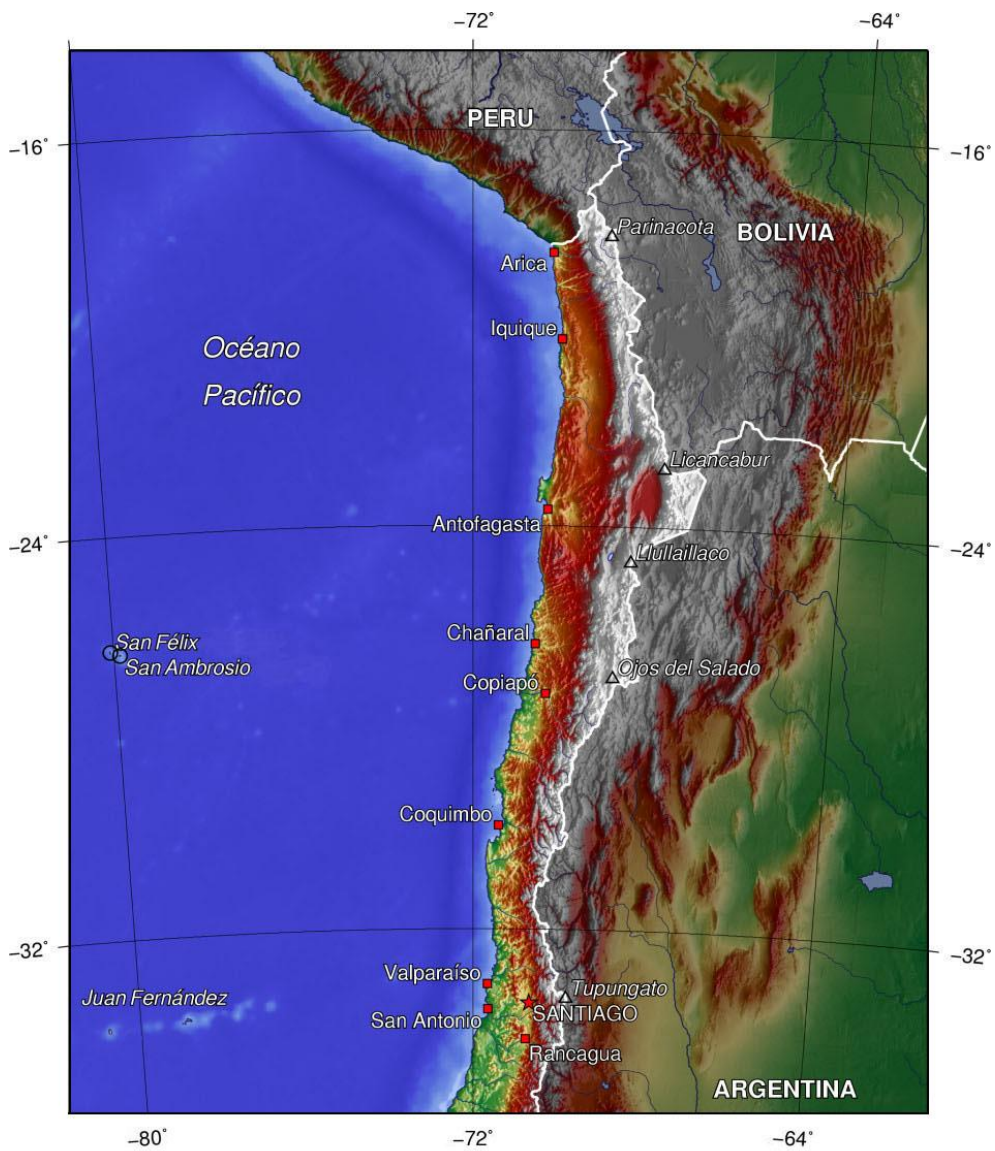 −72°
−64°
PERU
−16°
−16°
Parinacota
BOLIVIA
Arica
Iquique
Océano
Pacífico
Licancabur
Antofagasta
−24°
−24°
Llullaillaco
Chañaral
San Félix
San Ambrosio
Ojos del Salado
Copiapó
Coquimbo
−32°
−32°
Valparaíso
Tupungato
Juan Fernández
SANTIAGO
San Antonio
Rancagua
ARGENTINA
−80°
−72°
−64°